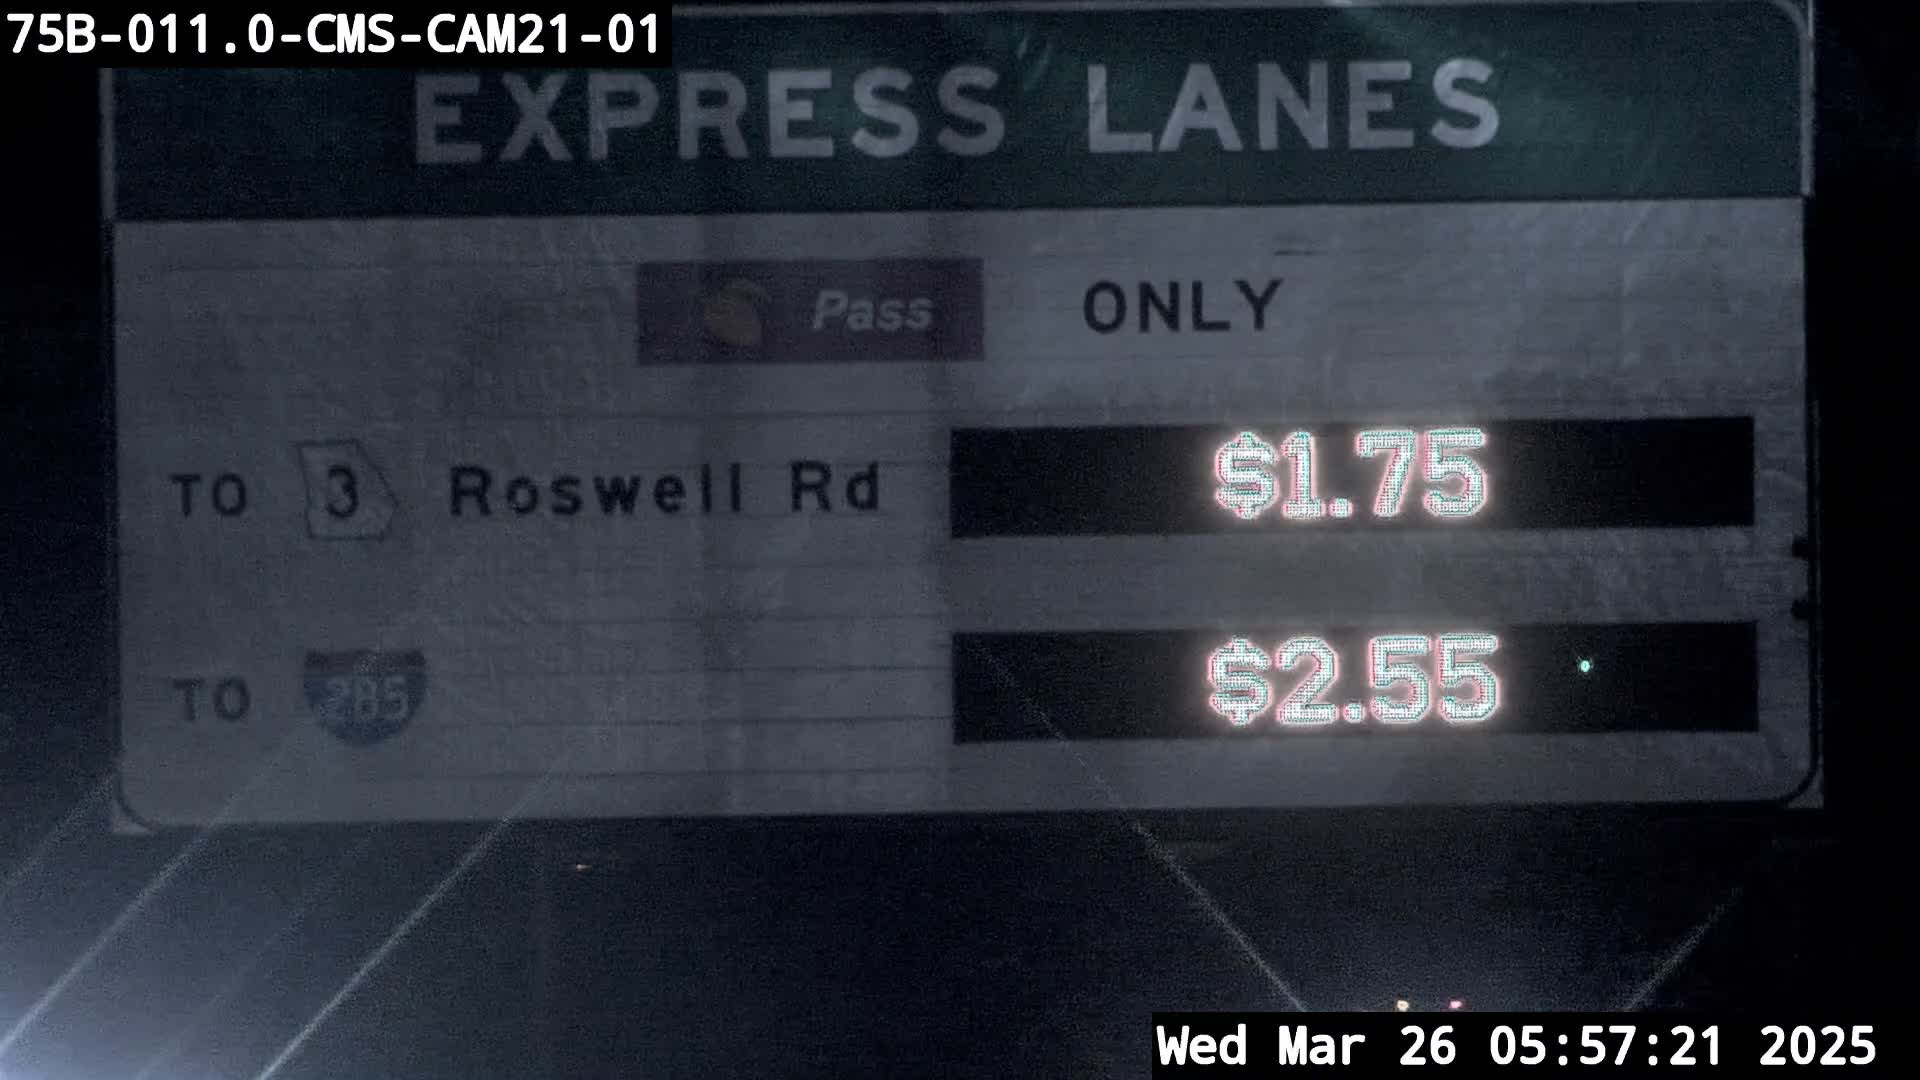 75B-011.0-CMS-CAM21-01
EXPRESS LANES
Pass ONLY
TO 3 Roswell Rd $1.75
TO 285 $2.55
Wed Mar 26 05:57:21 2025